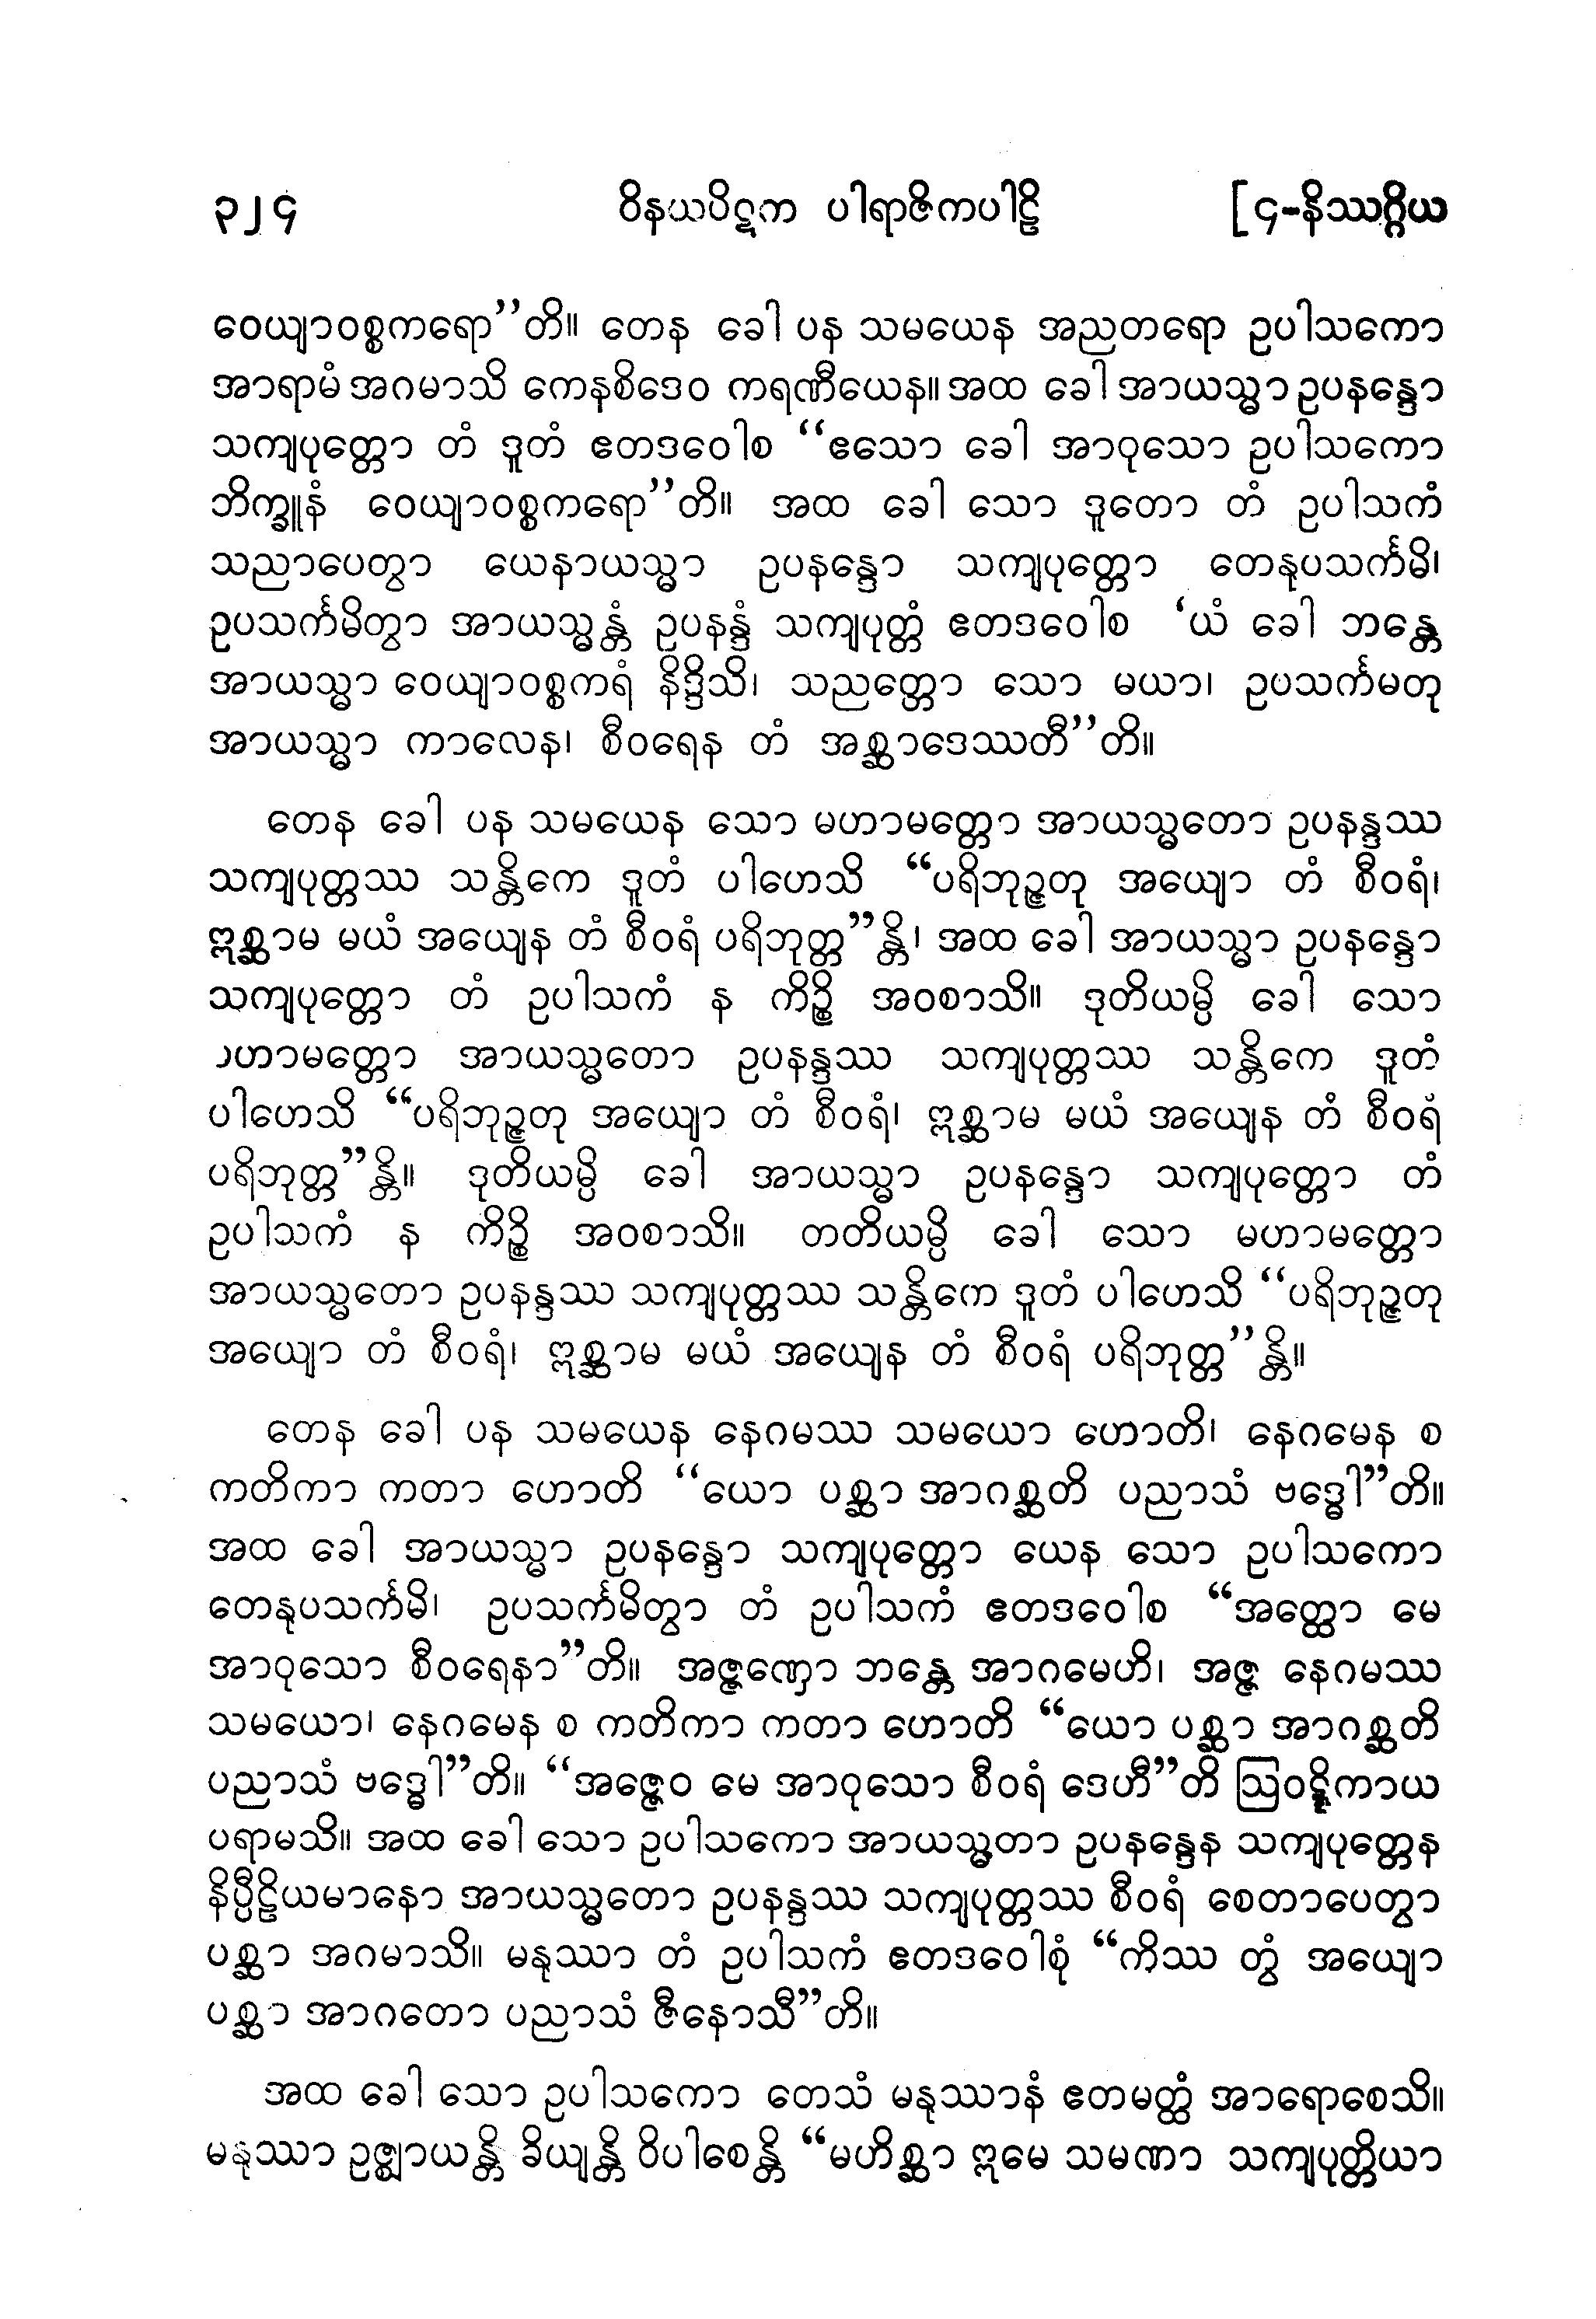 ၃၂၄ ဝိနယပိဋက ပါရာဇိကပါဠိ [၄-နိဿဂ္ဂိယ
ဝေယျာဝစ္စကရော’’တိ။ တေန ခေါ ပန သမယေန အညတရော ဥပါသကော
အာရာမံ အဂမာသိ ကေနစိဒေဝ ကရဏီယေန။ အထ ခေါ အာယသ္မာ ဥပနန္ဒော
သကျပုတ္တော တံ ဒူတံ ဧတဒဝေါစ “ဧသော ခေါ အာဝုသော ဥပါသကော
ဘိက္ခူနံ ဝေယျာဝစ္စကရော’’တိ။ အထ ခေါ သော ဒူတော တံ ဥပါသကံ
သညာပေတွာ ယေနာယသ္မာ ဥပနန္ဒော သကျပုတ္တော တေနုပသင်္ကမိ၊
ဥပသင်္ကမိတွာ အာယသ္မန္တံ ဥပနန္ဒံ သကျပုတ္တံ ဧတဒဝေါစ ‘ယံ ခေါ ဘန္တေ
အာယသ္မာ ဝေယျာဝစ္စကရံ နိဒ္ဒိသိ၊ သညတ္တော သော မယာ၊ ဥပသင်္ကမတု
အာယသ္မာ ကာလေန၊ စီဝရေန တံ အစ္ဆာဒေဿတီ’’တိ။
တေန ခေါ ပန သမယေန သော မဟာမတ္တော အာယသ္မတော ဥပနန္ဒဿ
သကျပုတ္တဿ သန္တိကေ ဒူတံ ပါဟေသိ “ပရိဘုဉ္ဇတု အယျော တံ စီဝရံ၊
ဣစ္ဆာမ မယံ အယျေန တံ စီဝရံ ပရိဘုတ္တ”န္တိ၊ အထ ခေါ အာယသ္မာ ဥပနန္ဒော
သကျပုတ္တော တံ ဥပါသကံ န ကိဉ္စိ အဝစာသိ။ ဒုတိယမ္ပိ ခေါ သော
မဟာမတ္တော အာယသ္မတော ဥပနန္ဒဿ သကျပုတ္တဿ သန္တိကေ ဒူတံ
ပါဟေသိ “ပရိဘုဉ္ဇတု အယျော တံ စီဝရံ၊ ဣစ္ဆာမ မယံ အယျေန တံ စီဝရံ
ပရိဘုတ္တ”န္တိ။ ဒုတိယမ္ပိ ခေါ အာယသ္မာ ဥပနန္ဒော သကျပုတ္တော တံ
ဥပါသကံ န ကိဉ္စိ အဝစာသိ။ တတိယမ္ပိ ခေါ သော မဟာမတ္တော
အာယသ္မတော ဥပနန္ဒဿ သကျပုတ္တဿ သန္တိကေ ဒူတံ ပါဟေသိ “ပရိဘုဉ္ဇတု
အယျော တံ စီဝရံ၊ ဣစ္ဆာမ မယံ အယျေန တံ စီဝရံ ပရိဘုတ္တ’’န္တိ။
တေန ခေါ ပန သမယေန နေဂမဿ သမယော ဟောတိ၊ နေဂမေန စ
ကတိကာ ကတာ ဟောတိ “ယော ပစ္ဆာ အာဂစ္ဆတိ ပညာသံ ဗဒ္ဓေါ”တိ။
အထ ခေါ အာယသ္မာ ဥပနန္ဒော သကျပုတ္တော ယေန သော ဥပါသကော
တေနုပသင်္ကမိ၊ ဥပသင်္ကမိတွာ တံ ဥပါသကံ ဧတဒဝေါစ “အတ္ထော မေ
အာဝုသော စီဝရေနာ”တိ။ အဇ္ဇဏှော ဘန္တေ အာဂမေဟိ၊ အဇ္ဇ နေဂမဿ
သမယော၊ နေဂမေန စ ကတိကာ ကတာ ဟောတိ “ယော ပစ္ဆာ အာဂစ္ဆတိ
ပညာသံ ဗဒ္ဓေါ”တိ။ “အဇ္ဇေဝ မေ အာဝုသော စီဝရံ ဒေဟီ”တိ ဩဝဋ္ဋိကာယ
ပရာမသိ။ အထ ခေါ သော ဥပါသကော အာယသ္မတာ ဥပနန္ဒေန သကျပုတ္တေန
နိပ္ပီဠိယမာနော အာယသ္မတော ဥပနန္ဒဿ သကျပုတ္တဿ စီဝရံ စေတာပေတွာ
ပစ္ဆာ အဂမာသိ။ မနုဿာ တံ ဥပါသကံ ဧတဒဝေါစုံ “ကိဿ တွံ အယျော
ပစ္ဆာ အာဂတော ပညာသံ ဇီနောသီ”တိ။
အထ ခေါ သော ဥပါသကော တေသံ မနုဿာနံ ဧတမတ္ထံ အာရောစေသိ။
မနုဿာ ဥဇ္ဈာယန္တိ ခိယျန္တိ ဝိပါစေန္တိ “မဟိစ္ဆာ ဣမေ သမဏာ သကျပုတ္တိယာ